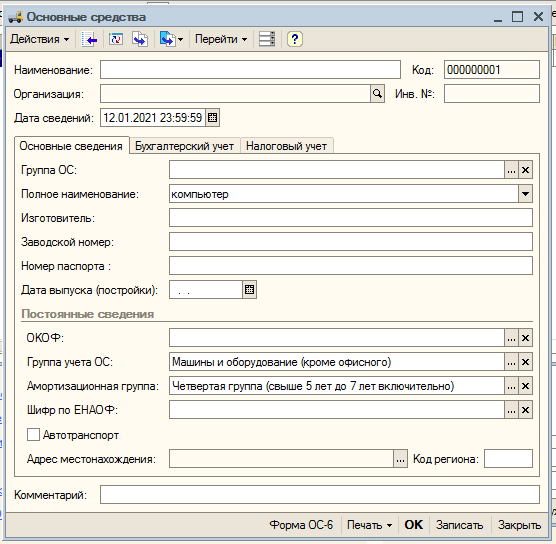 Основные средства
Действия Перейти ?
Наименование: Код: 000000001
Организация: Инв. №:
Дата сведений: 12.01.2021 23:59:59
Основные сведения Бухгалтерский учет Налоговый учет
Группа ОС: ... x
Полное наименование: компьютер
Изготовитель:
Заводской номер:
Номер паспорта :
Дата выпуска (постройки): . .
Постоянные сведения
ОКОФ: ... x
Группа учета ОС: Машины и оборудование (кроме офисного) ... x
Амортизационная группа: Четвертая группа (свыше 5 лет до 7 лет включительно) ... x
Шифр по ЕНАОФ: ... x
Автотранспорт
Адрес местонахождения: ... Код региона:
Комментарий:
Форма ОС-6 Печать OK Записать Закрыть